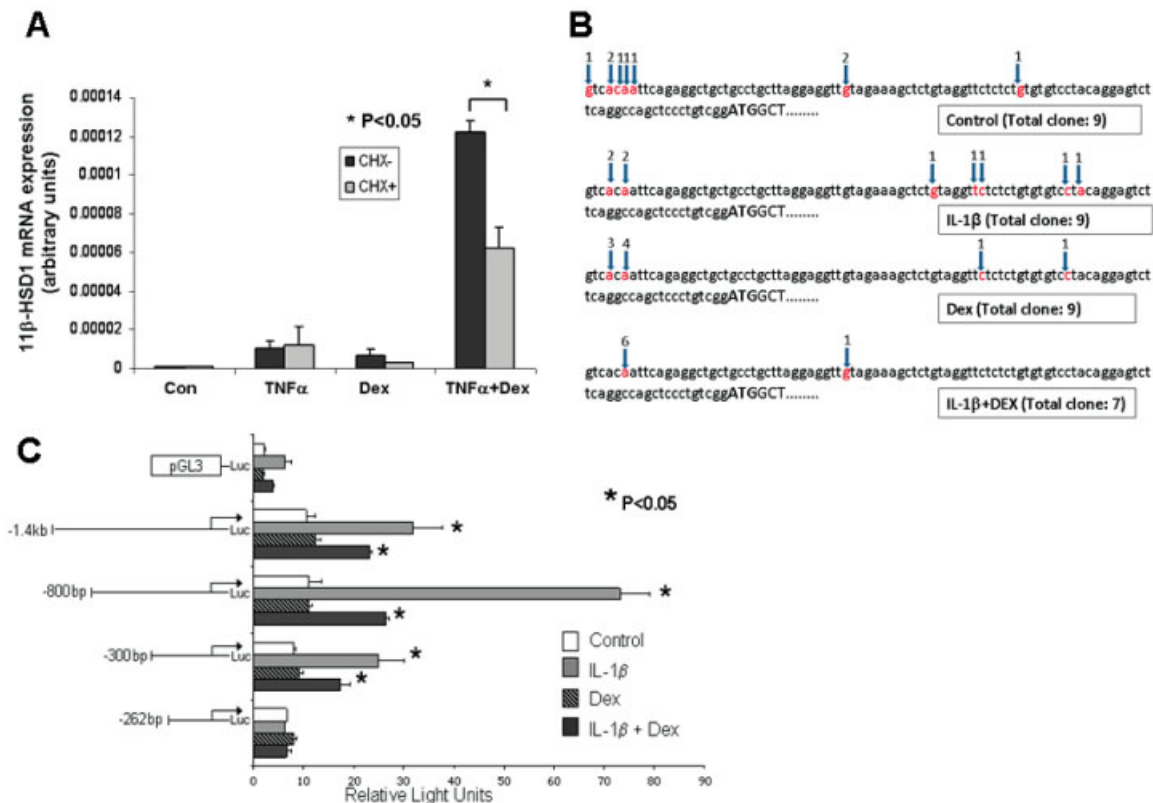 A
11β-HSD1 mRNA expression
(arbitrary units)
0.00014
0.00012
0.0001
0.00008
0.00006
0.00004
0.00002
0
* P<0.05
CHX-
CHX+
*
Con
TNFα
Dex
TNFα+Dex
B
1 2 1 1 1 2 1
gtcacaattcagaggctgctgcctgcttaggaggttgtagaaagctctgtaggttctctctgtgtgtcctacaggagtct
tcaggccagctccctgtcggATGGCT........
Control (Total clone: 9)
2 2 1 1 1 1 1
gtcacaattcagaggctgctgcctgcttaggaggttgtagaaagctctgtaggttctctctgtgtgtcctacaggagtct
tcaggccagctccctgtcggATGGCT........
IL-1β (Total clone: 9)
3 4 1 1
gtcacaattcagaggctgctgcctgcttaggaggttgtagaaagctctgtaggttctctctgtgtgtcctacaggagtct
tcaggccagctccctgtcggATGGCT........
Dex (Total clone: 9)
6 1
gtcacaattcagaggctgctgcctgcttaggaggttgtagaaagctctgtaggttctctctgtgtgtcctacaggagtct
tcaggccagctccctgtcggATGGCT........
IL-1β+DEX (Total clone: 7)
C
pGL3 Luc
-1.4kb Luc
* *
-800bp Luc
* *
-300bp Luc
* *
-262bp Luc
* P<0.05
Control
IL-1β
Dex
IL-1β + Dex
0 10 20 30 40 50 60 70 80 90
Relative Light Units